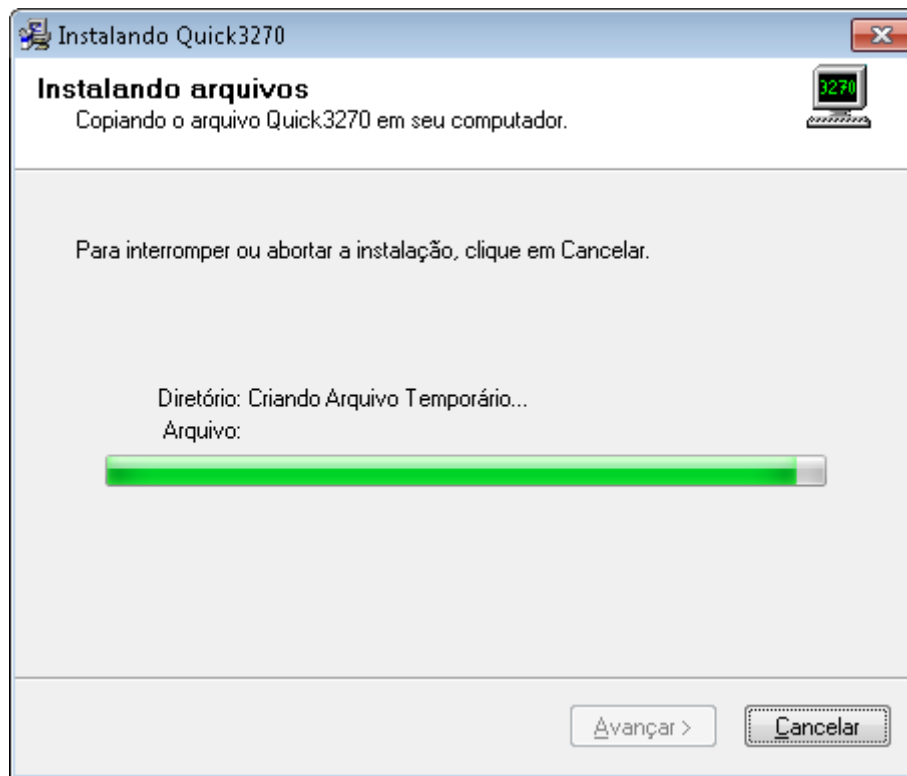 Instalando Quick3270
Instalando arquivos
3270
Copiando o arquivo Quick3270 em seu computador.
Para interromper ou abortar a instalação, clique em Cancelar.
Diretório: Criando Arquivo Temporário...
Arquivo:
Avançar >
Cancelar